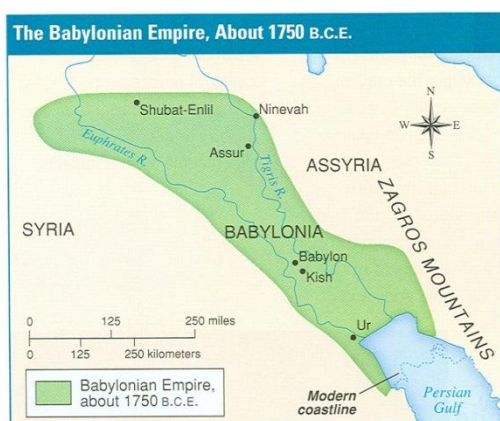 The Babylonian Empire, About 1750 B.C.E.
N
W E
S
Shubat-Enlil
Ninevah
Euphrates R.
Assur
Tigris R.
ASSYRIA
ZAGROS MOUNTAINS
SYRIA
BABYLONIA
Babylon
Kish
0 125 250 miles
0 125 250 kilometers
Ur
Babylonian Empire,
about 1750 B.C.E.
Modern
coastline
Persian
Gulf